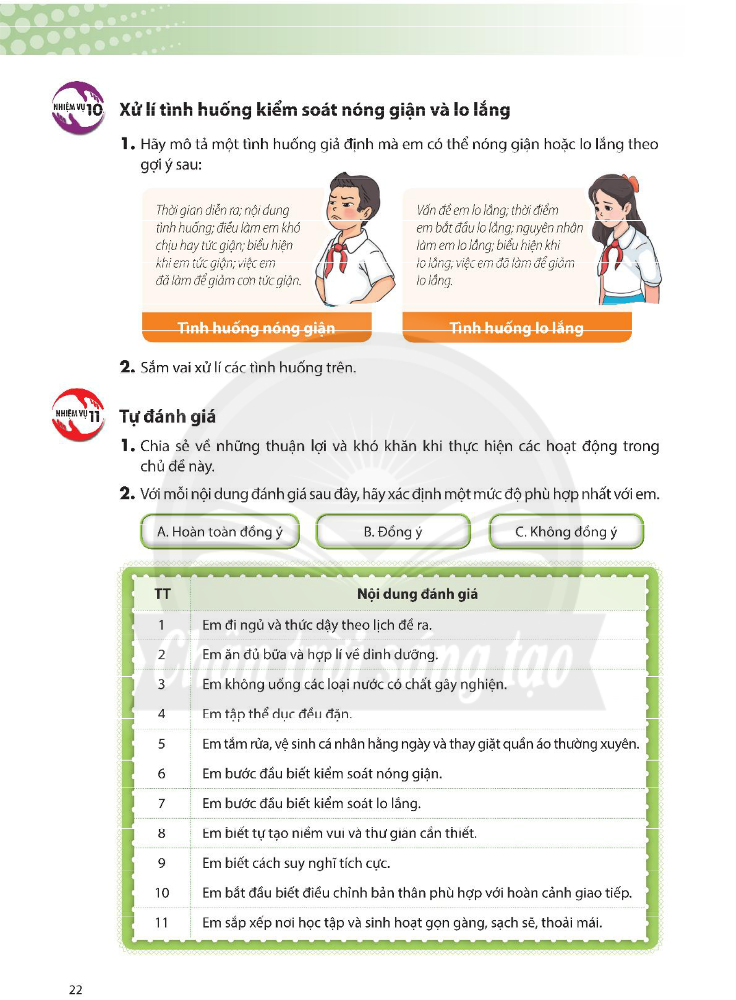 NHIỆM VỤ 10
Xử lí tình huống kiểm soát nóng giận và lo lắng
1. Hãy mô tả một tình huống giả định mà em có thể nóng giận hoặc lo lắng theo
gợi ý sau:
Thời gian diễn ra; nội dung
tình huống; điều làm em khó
chịu hay tức giận; biểu hiện
khi em tức giận; việc em
đã làm để giảm cơn tức giận.
Tình huống nóng giận
Vấn đề em lo lắng; thời điểm
em bắt đầu lo lắng; nguyên nhân
làm em lo lắng; biểu hiện khi
lo lắng; việc em đã làm để giảm
lo lắng.
Tình huống lo lắng
2. Sắm vai xử lí các tình huống trên.
NHIỆM VỤ 11
Tự đánh giá
1. Chia sẻ về những thuận lợi và khó khăn khi thực hiện các hoạt động trong
chủ đề này.
2. Với mỗi nội dung đánh giá sau đây, hãy xác định một mức độ phù hợp nhất với em.
A. Hoàn toàn đồng ý
B. Đồng ý
C. Không đồng ý
TT Nội dung đánh giá
1 Em đi ngủ và thức dậy theo lịch đề ra.
2 Em ăn đủ bữa và hợp lí về dinh dưỡng.
3 Em không uống các loại nước có chất gây nghiện.
4 Em tập thể dục đều đặn.
5 Em tắm rửa, vệ sinh cá nhân hằng ngày và thay giặt quần áo thường xuyên.
6 Em bước đầu biết kiểm soát nóng giận.
7 Em bước đầu biết kiểm soát lo lắng.
8 Em biết tự tạo niềm vui và thư giãn cần thiết.
9 Em biết cách suy nghĩ tích cực.
10 Em bắt đầu biết điều chỉnh bản thân phù hợp với hoàn cảnh giao tiếp.
11 Em sắp xếp nơi học tập và sinh hoạt gọn gàng, sạch sẽ, thoải mái.
Chân trời sáng tạo
22